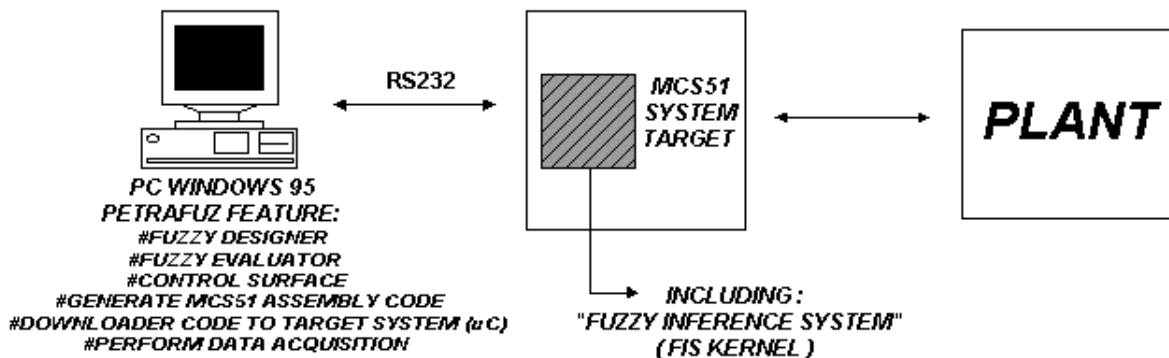 RS232
MCS51
SYSTEM
TARGET
PLANT
PC WINDOWS 95
PETRAFUZ FEATURE:
#FUZZY DESIGNER
#FUZZY EVALUATOR
#CONTROL SURFACE
#GENERATE MCS51 ASSEMBLY CODE
#DOWNLOADER CODE TO TARGET SYSTEM (uC)
#PERFORM DATA ACQUISITION
INCLUDING:
"FUZZY INFERENCE SYSTEM"
(FIS KERNEL)